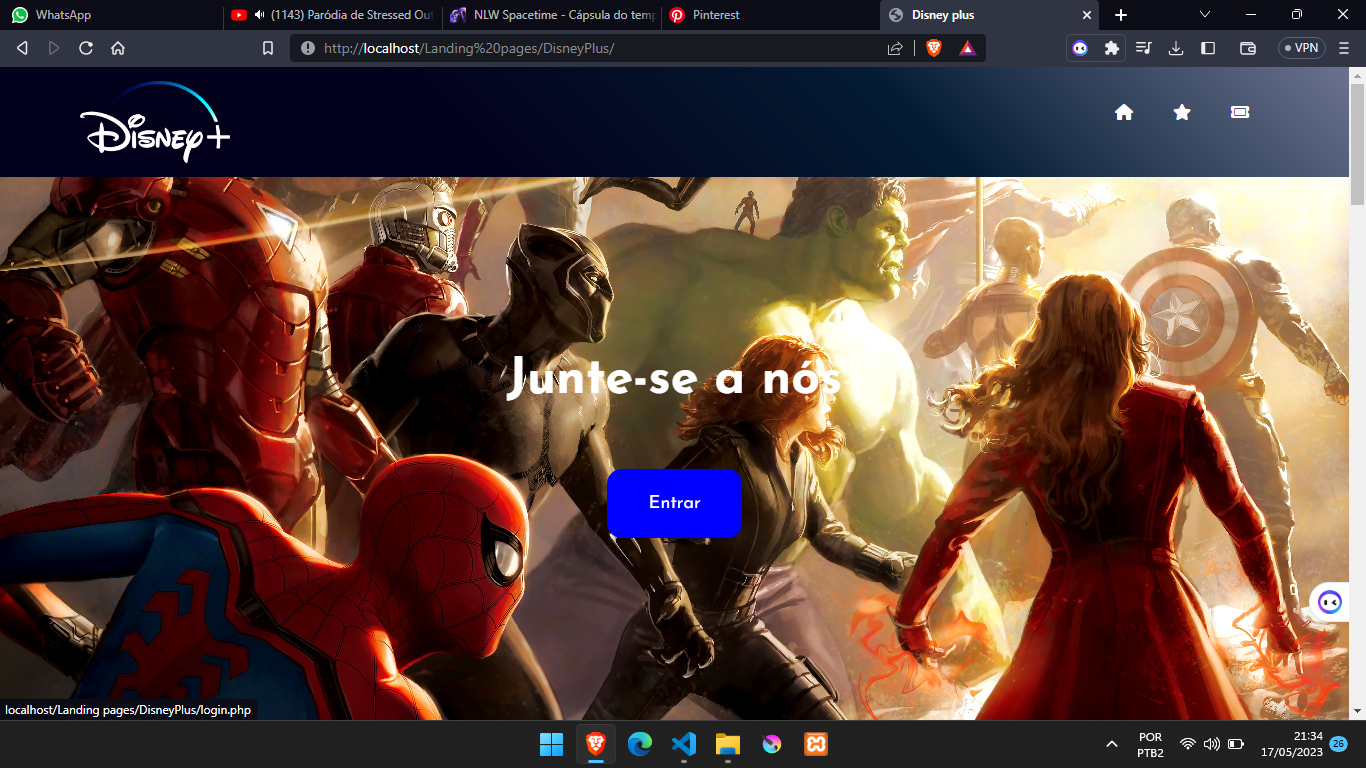 WhatsApp
(1143) Paródia de Stressed Out
NLW Spacetime - Cápsula do temp
Pinterest
Disney plus
http://localhost/Landing%20pages/DisneyPlus/
VPN
Disney+
Junte-se a nós
Entrar
localhost/Landing pages/DisneyPlus/login.php
POR
PTB2
21:34
17/05/2023
26